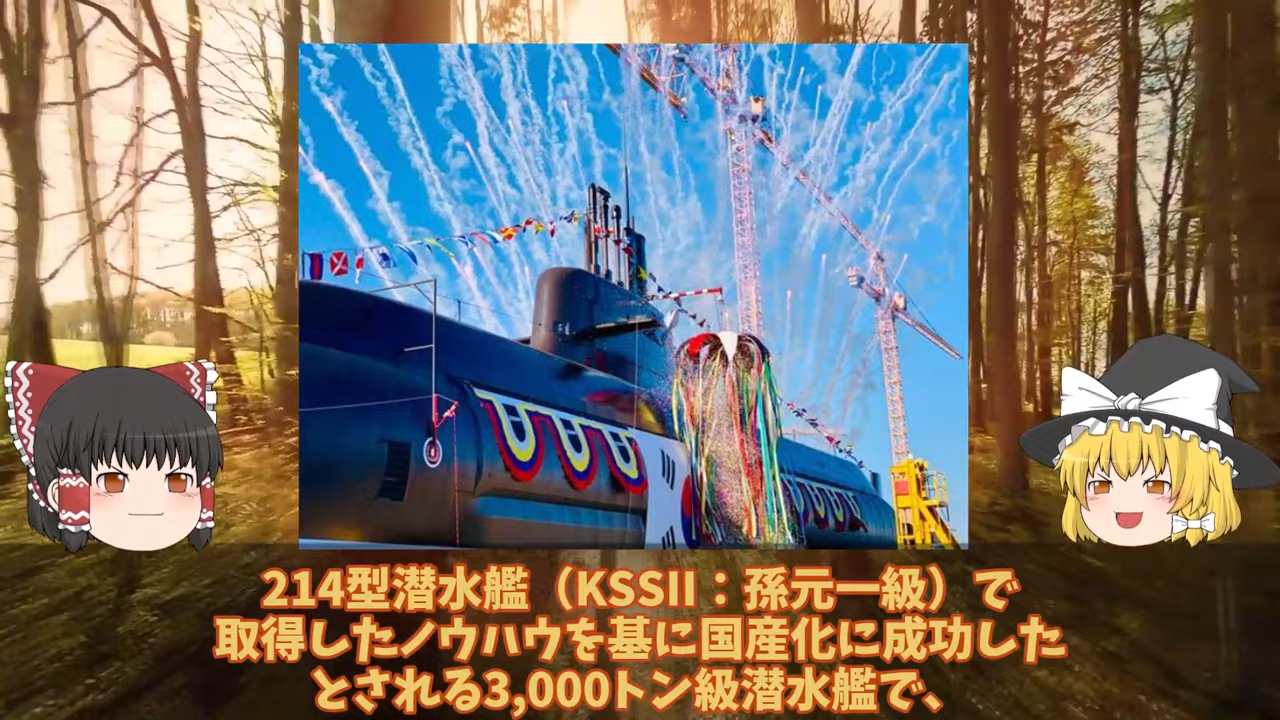 214型潜水艦（KSSII：孫元一級）で
取得したノウハウを基に国産化に成功した
とされる3,000トン級潜水艦で、